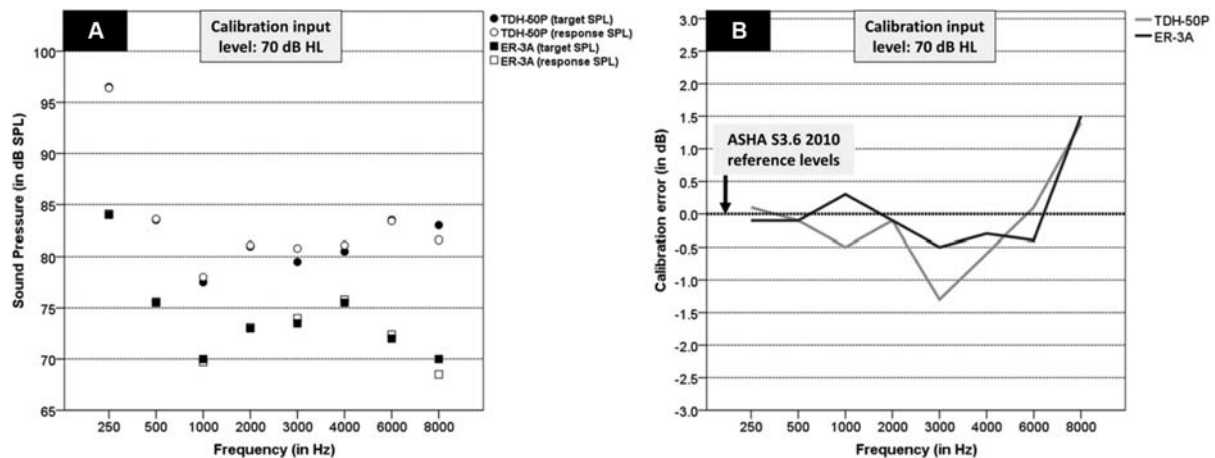 A
Calibration input
level: 70 dB HL
TDH-50P (target SPL)
TDH-50P (response SPL)
ER-3A (target SPL)
ER-3A (response SPL)
Sound Pressure (in dB SPL)
100
95
90
85
80
75
70
65
250 500 1000 2000 3000 4000 6000 8000
Frequency (in Hz)
B
Calibration input
level: 70 dB HL
TDH-50P
ER-3A
Calibration error (in dB)
3.0
2.5
2.0
1.5
1.0
0.5
0.0
-0.5
-1.0
-1.5
-2.0
-2.5
-3.0
ASHA S3.6 2010
reference levels
250 500 1000 2000 3000 4000 6000 8000
Frequency (in Hz)